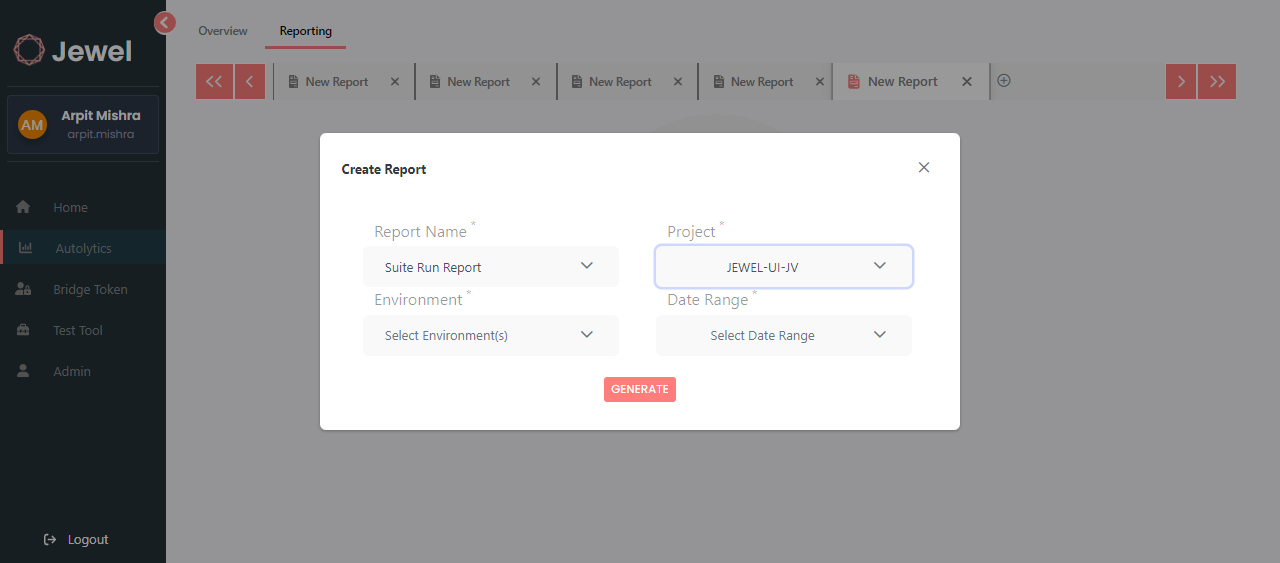 Jewel
AM
Arpit Mishra
arpit.mishra
Home
Autolytics
Bridge Token
Test Tool
Admin
Logout
Overview Reporting
New Report New Report New Report New Report New Report
Create Report
Report Name * Project *
Suite Run Report JEWEL-UI-JV
Environment * Date Range *
Select Environment(s) Select Date Range
GENERATE